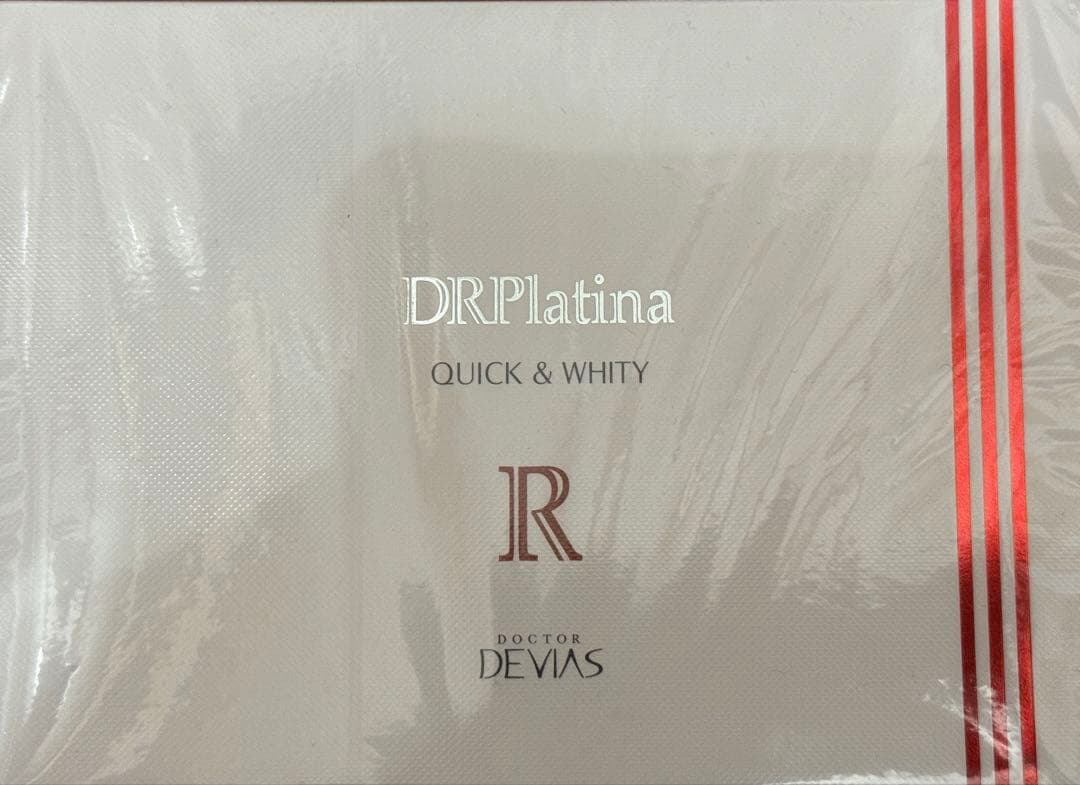 DRPlatina
QUICK & WHITY
R
DOCTOR
DEVIAS